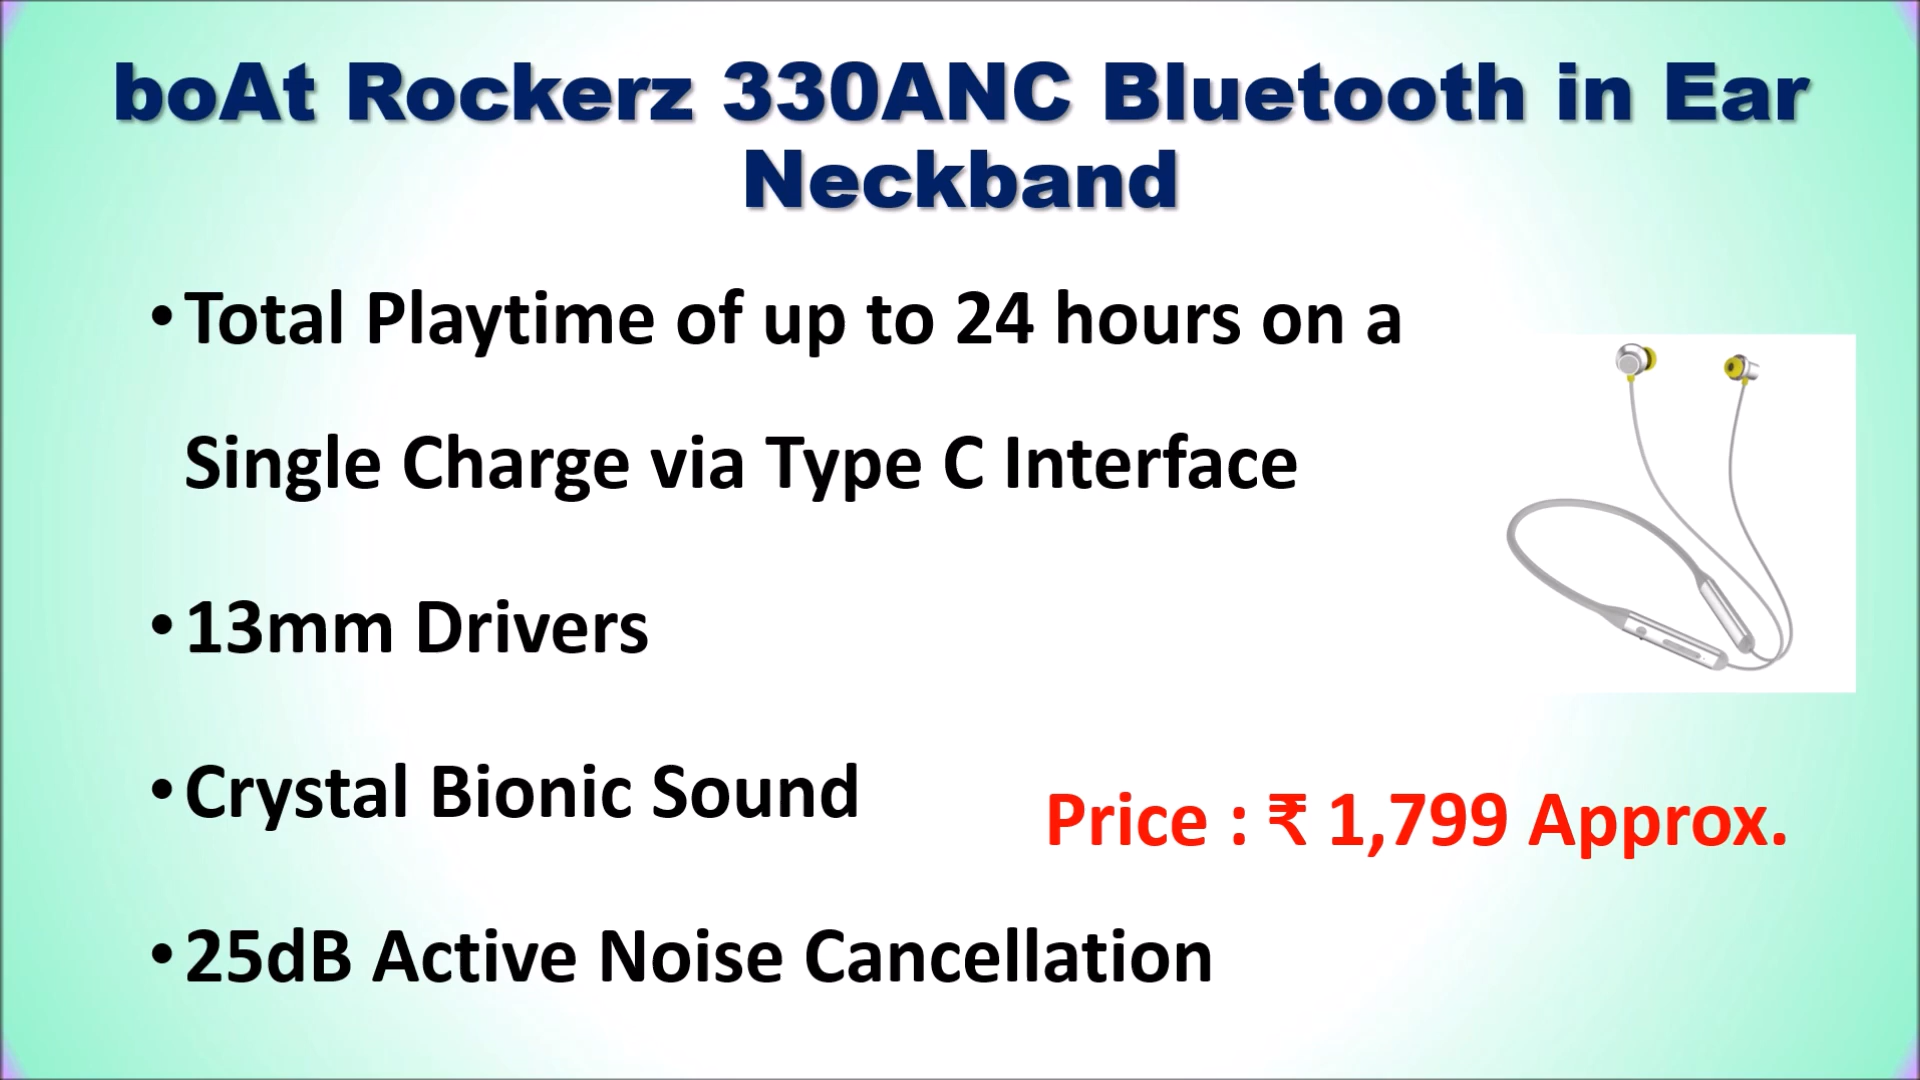 boAt Rockerz 330ANC Bluetooth in Ear
Neckband
• Total Playtime of up to 24 hours on a
Single Charge via Type C Interface
• 13mm Drivers
• Crystal Bionic Sound
Price : ₹ 1,799 Approx.
• 25dB Active Noise Cancellation